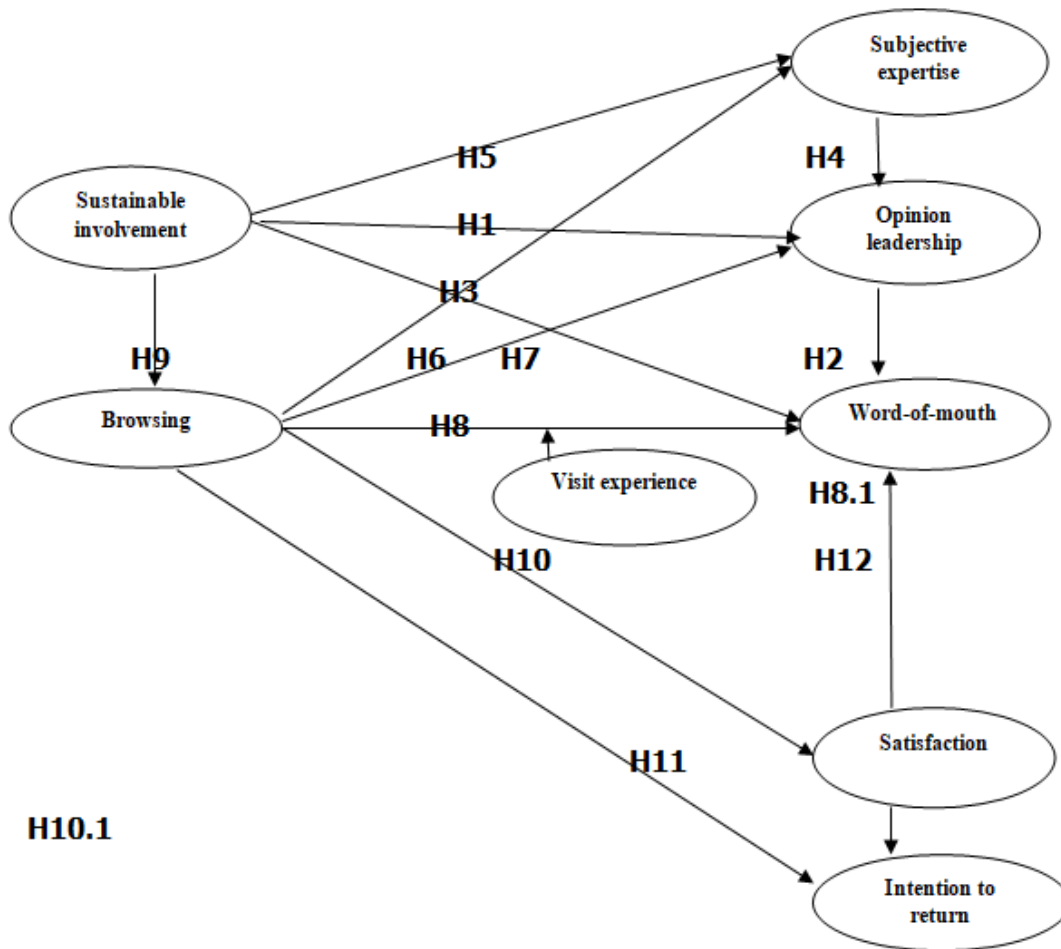 Subjective
expertise
H5
H4
Sustainable
involvement
H1
Opinion
leadership
H3
H9
H6
H7
H2
Browsing
H8
Word-of-mouth
Visit experience
H8.1
H10
H12
Satisfaction
H11
H10.1
Intention to
return